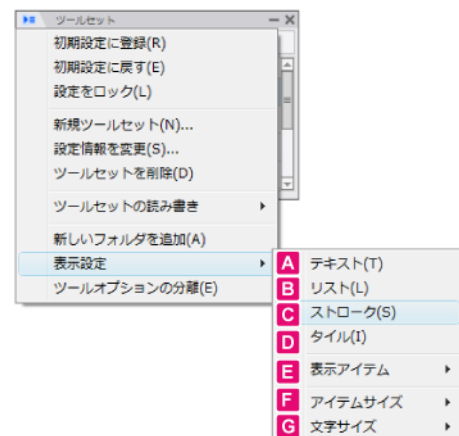 ツールセット
初期設定に登録(R)
初期設定に戻す(E)
設定をロック(L)
新規ツールセット(N)...
設定情報を変更(S)...
ツールセットを削除(D)
ツールセットの読み書き
新しいフォルダを追加(A)
表示設定
ツールオプションの分離(E)
A テキスト(T)
B リスト(L)
C ストローク(S)
D タイル(I)
E 表示アイテム
F アイテムサイズ
G 文字サイズ